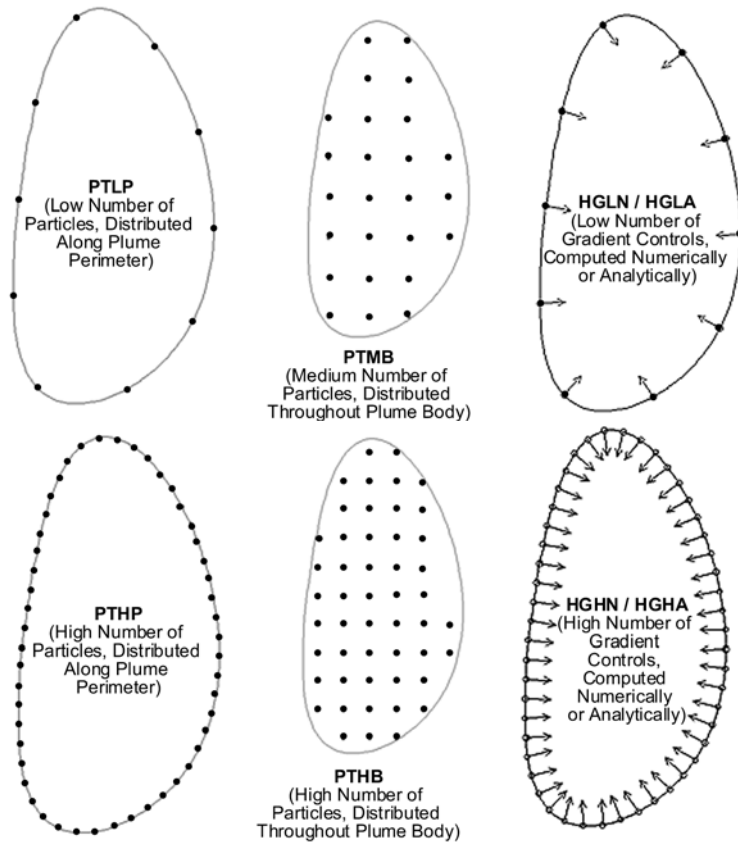 PTLP
(Low Number of
Particles, Distributed
Along Plume
Perimeter)
PTMB
(Medium Number of
Particles, Distributed
Throughout Plume Body)
HGLN / HGLA
(Low Number of
Gradient Controls,
Computed Numerically
or Analytically)
PTHP
(High Number of
Particles, Distributed
Along Plume
Perimeter)
PTHB
(High Number of
Particles, Distributed
Throughout Plume Body)
HGHN / HGHA
(High Number of
Gradient
Controls,
Computed
Numerically
or Analytically)